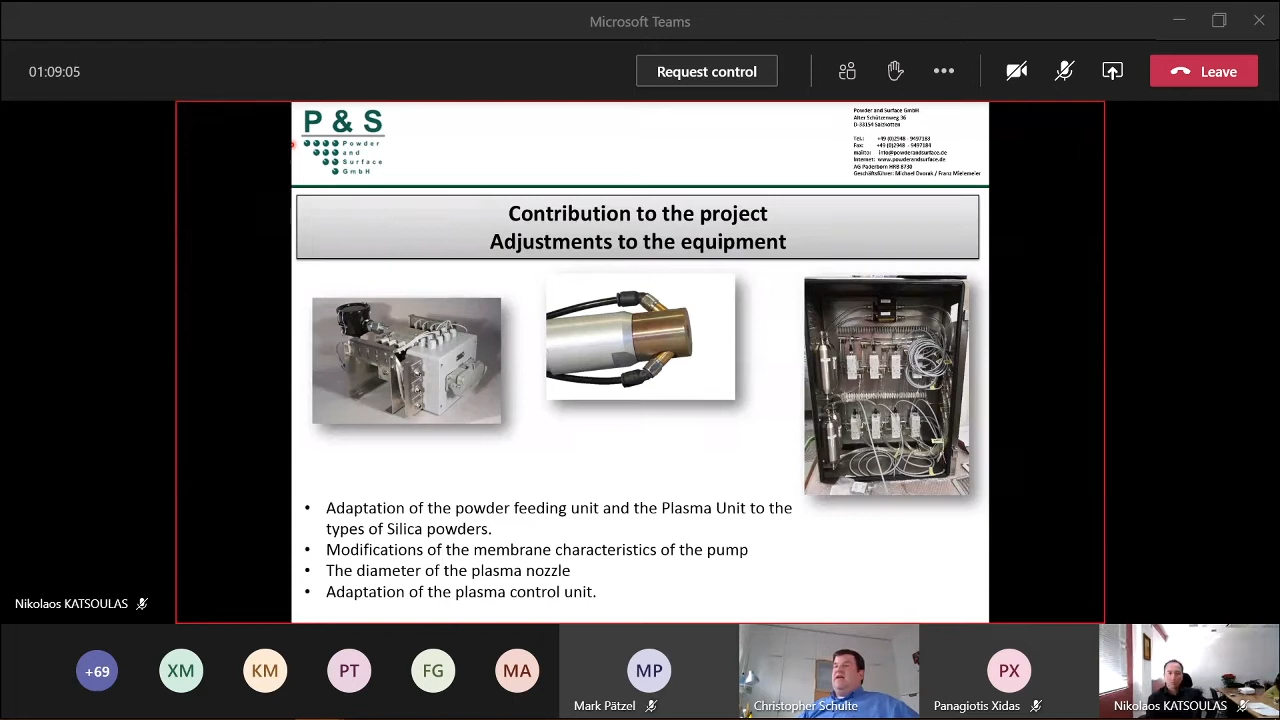 Microsoft Teams
01:09:05
Request control
Leave
P & S
Powder
and
Surface
GmbH
Powder and Surface GmbH
Alter Schützenweg 36
D-33154 Salzkotten
Tel.: +49 (0)2948 - 9497183
Fax: +49 (0)2948 - 9497184
mailto: info@powderandsurface.de
Internet: www.powderandsurface.de
AG Paderborn HRB 8730
Geschäftsführer: Michael Dvorak / Franz Mielemeier
Contribution to the project
Adjustments to the equipment
• Adaptation of the powder feeding unit and the Plasma Unit to the
types of Silica powders.
• Modifications of the membrane characteristics of the pump
• The diameter of the plasma nozzle
• Adaptation of the plasma control unit.
Nikolaos KATSOULAS
+69
XM
KM
PT
FG
MA
MP
PX
Mark Pätzel
Christopher Schulte
Panagiotis Xidas
Nikolaos KATSOULAS